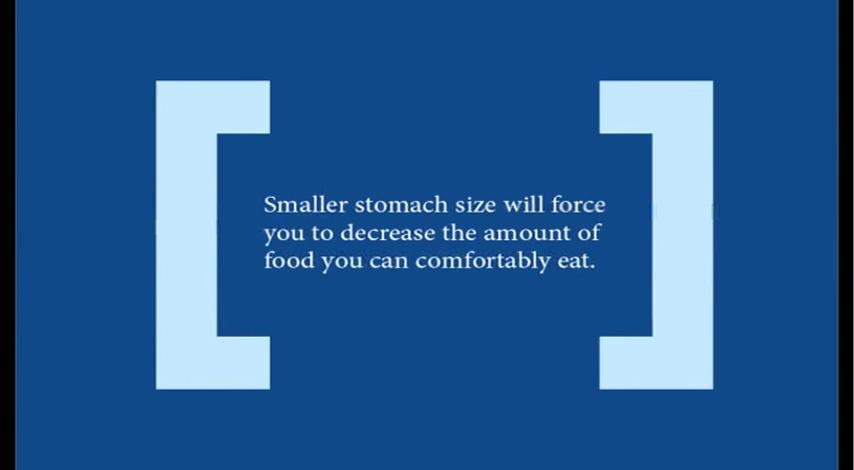 Smaller stomach size will force
you to decrease the amount of
food you can comfortably eat.